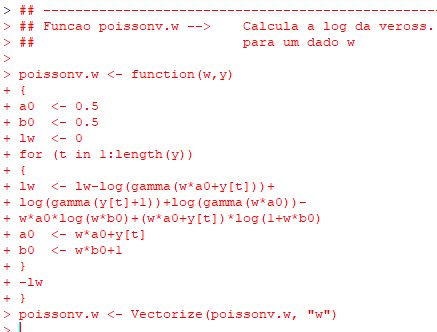 > ## --------------------------------------------------
> ## Funcao poissonv.w -->    Calcula a log da veross.
> ##                          para um dado w
>
> poissonv.w <- function(w,y)
+ {
+ a0  <- 0.5
+ b0  <- 0.5
+ lw  <- 0
+ for (t in 1:length(y))
+ {
+ lw  <- lw-log(gamma(w*a0+y[t]))+
+ log(gamma(y[t]+1))+log(gamma(w*a0))-
+ w*a0*log(w*b0)+(w*a0+y[t])*log(1+w*b0)
+ a0  <- w*a0+y[t]
+ b0  <- w*b0+1
+ }
+ -lw
+ }
> poissonv.w <- Vectorize(poissonv.w, "w")
>